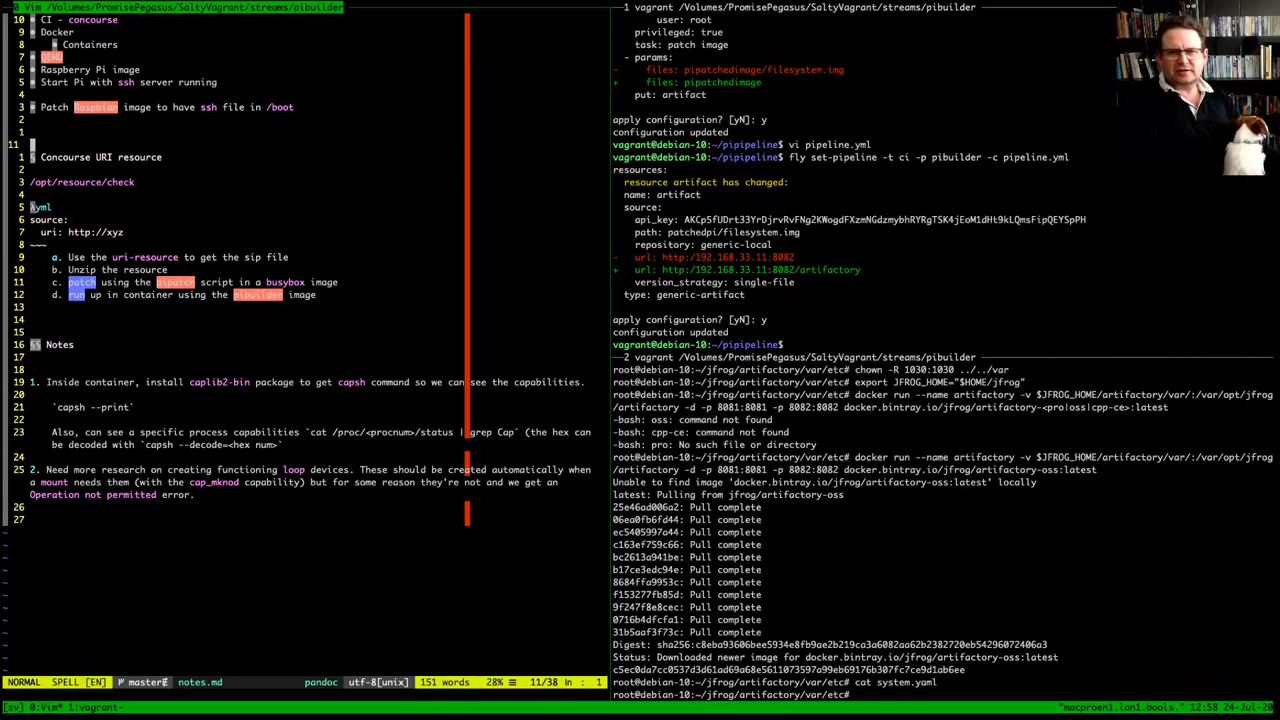 0 Vim /Volumes/PromisePegasus/SaltyVagrant/streams/pibuilder
10 CI - concourse
9 Docker
8 Containers
7 QEMU
6 Raspberry Pi image
5 Start Pi with ssh server running
4
3 Patch Raspbian image to have ssh file in /boot
2
1
11
§ Concourse URI resource
1
2
3 /opt/resource/check
4
5 λyml
6 source:
7 uri: http://xyz
8 ~~~
9 a. Use the uri-resource to get the sip file
10 b. Unzip the resource
11 c. patch using the pipatch script in a busybox image
12 d. run up in container using the pibuilder image
13
14
15
16 §§ Notes
17
18
19 1. Inside container, install caplib2-bin package to get capsh command so we can see the capabilities.
20
21 `capsh --print`
22
23 Also, can see a specific process capabilities `cat /proc/<procnum>/status | grep Cap` (the hex can
be decoded with `capsh --decode=<hex num>`
24
25 2. Need more research on creating functioning loop devices. These should be created automatically when
a mount needs them (with the cap_mknod capability) but for some reason they're not and we get an
Operation not permitted error.
26
27
NORMAL SPELL [EN] master notes.md pandoc utf-8[unix] 151 words 28% 11/38 ln : 1
1 vagrant /Volumes/PromisePegasus/SaltyVagrant/streams/pibuilder
user: root
privileged: true
task: patch image
- params:
- files: pipatchedimage/filesystem.img
+ files: pipatchedimage
put: artifact
apply configuration? [yN]: y
configuration updated
vagrant@debian-10:~/pipipeline$ vi pipeline.yml
vagrant@debian-10:~/pipipeline$ fly set-pipeline -t ci -p pibuilder -c pipeline.yml
resources:
resource artifact has changed:
name: artifact
source:
api_key: AKCp5fUDrt33YrDjrvRvFNg2KWogdFXzmNGdzmybhRYRgTSK4jEoM1dHt9kLQmsFipQEYSpPH
path: patchedpi/filesystem.img
repository: generic-local
- url: http:/192.168.33.11:8082
+ url: http:/192.168.33.11:8082/artifactory
version_strategy: single-file
type: generic-artifact
apply configuration? [yN]: y
configuration updated
vagrant@debian-10:~/pipipeline$
2 vagrant /Volumes/PromisePegasus/SaltyVagrant/streams/pibuilder
root@debian-10:~/jfrog/artifactory/var/etc# chown -R 1030:1030 ../../var
root@debian-10:~/jfrog/artifactory/var/etc# export JFROG_HOME="$HOME/jfrog"
root@debian-10:~/jfrog/artifactory/var/etc# docker run --name artifactory -v $JFROG_HOME/artifactory/var/:/var/opt/jfrog
/artifactory -d -p 8081:8081 -p 8082:8082 docker.bintray.io/jfrog/artifactory-<pro|oss|cpp-ce>:latest
-bash: oss: command not found
-bash: cpp-ce: command not found
-bash: pro: No such file or directory
root@debian-10:~/jfrog/artifactory/var/etc# docker run --name artifactory -v $JFROG_HOME/artifactory/var/:/var/opt/jfrog
/artifactory -d -p 8081:8081 -p 8082:8082 docker.bintray.io/jfrog/artifactory-oss:latest
Unable to find image 'docker.bintray.io/jfrog/artifactory-oss:latest' locally
latest: Pulling from jfrog/artifactory-oss
25e46ad006a2: Pull complete
06ea0fb6fd44: Pull complete
ec5405997a44: Pull complete
c163ef759c66: Pull complete
bc2613a941be: Pull complete
b17ce3edc94e: Pull complete
8684ffa9953c: Pull complete
f153277fb85d: Pull complete
9f247f8e8cec: Pull complete
0716b4dfcfa1: Pull complete
31b5aaf3f73c: Pull complete
Digest: sha256:c8eba93606bee5934e8fb9ae2b219ca3a6082aa62b2382720eb54296072406a3
Status: Downloaded newer image for docker.bintray.io/jfrog/artifactory-oss:latest
c5ec0da7cc0537d3d61ad69a68e5611073597a99eb69176b307fc7ce9d1ab6ee
root@debian-10:~/jfrog/artifactory/var/etc# cat system.yaml
root@debian-10:~/jfrog/artifactory/var/etc#
[sv] 0:Vim* 1:vagrant- "macproen1.lan1.bools." 12:58 24-Jul-20